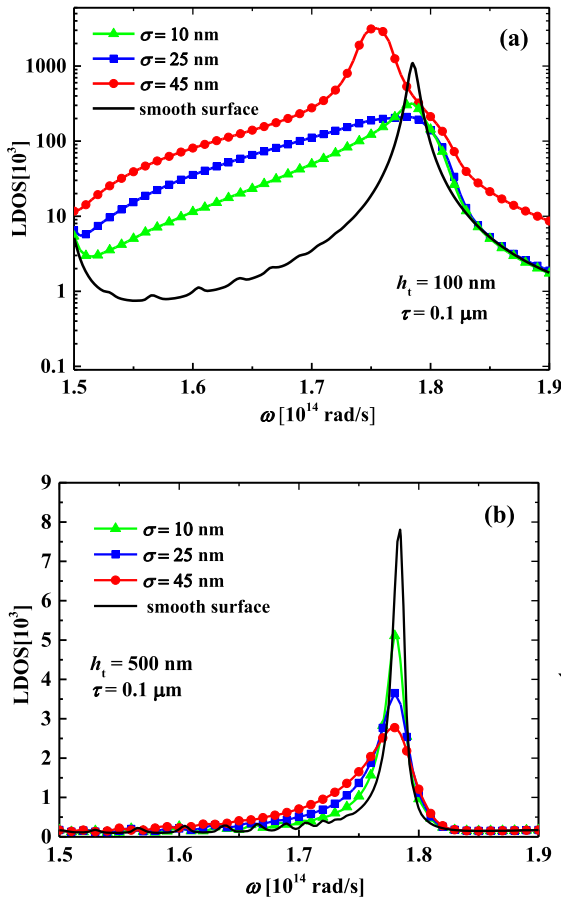 (a)
σ = 10 nm
σ = 25 nm
σ = 45 nm
smooth surface
LDOS[10³]
1000
100
10
1
0.1
hₜ = 100 nm
τ = 0.1 μm
1.5 1.6 1.7 1.8 1.9
ω [10¹⁴ rad/s]
(b)
σ = 10 nm
σ = 25 nm
σ = 45 nm
smooth surface
LDOS[10³]
9
8
7
6
5
4
3
2
1
0
hₜ = 500 nm
τ = 0.1 μm
1.5 1.6 1.7 1.8 1.9
ω [10¹⁴ rad/s]